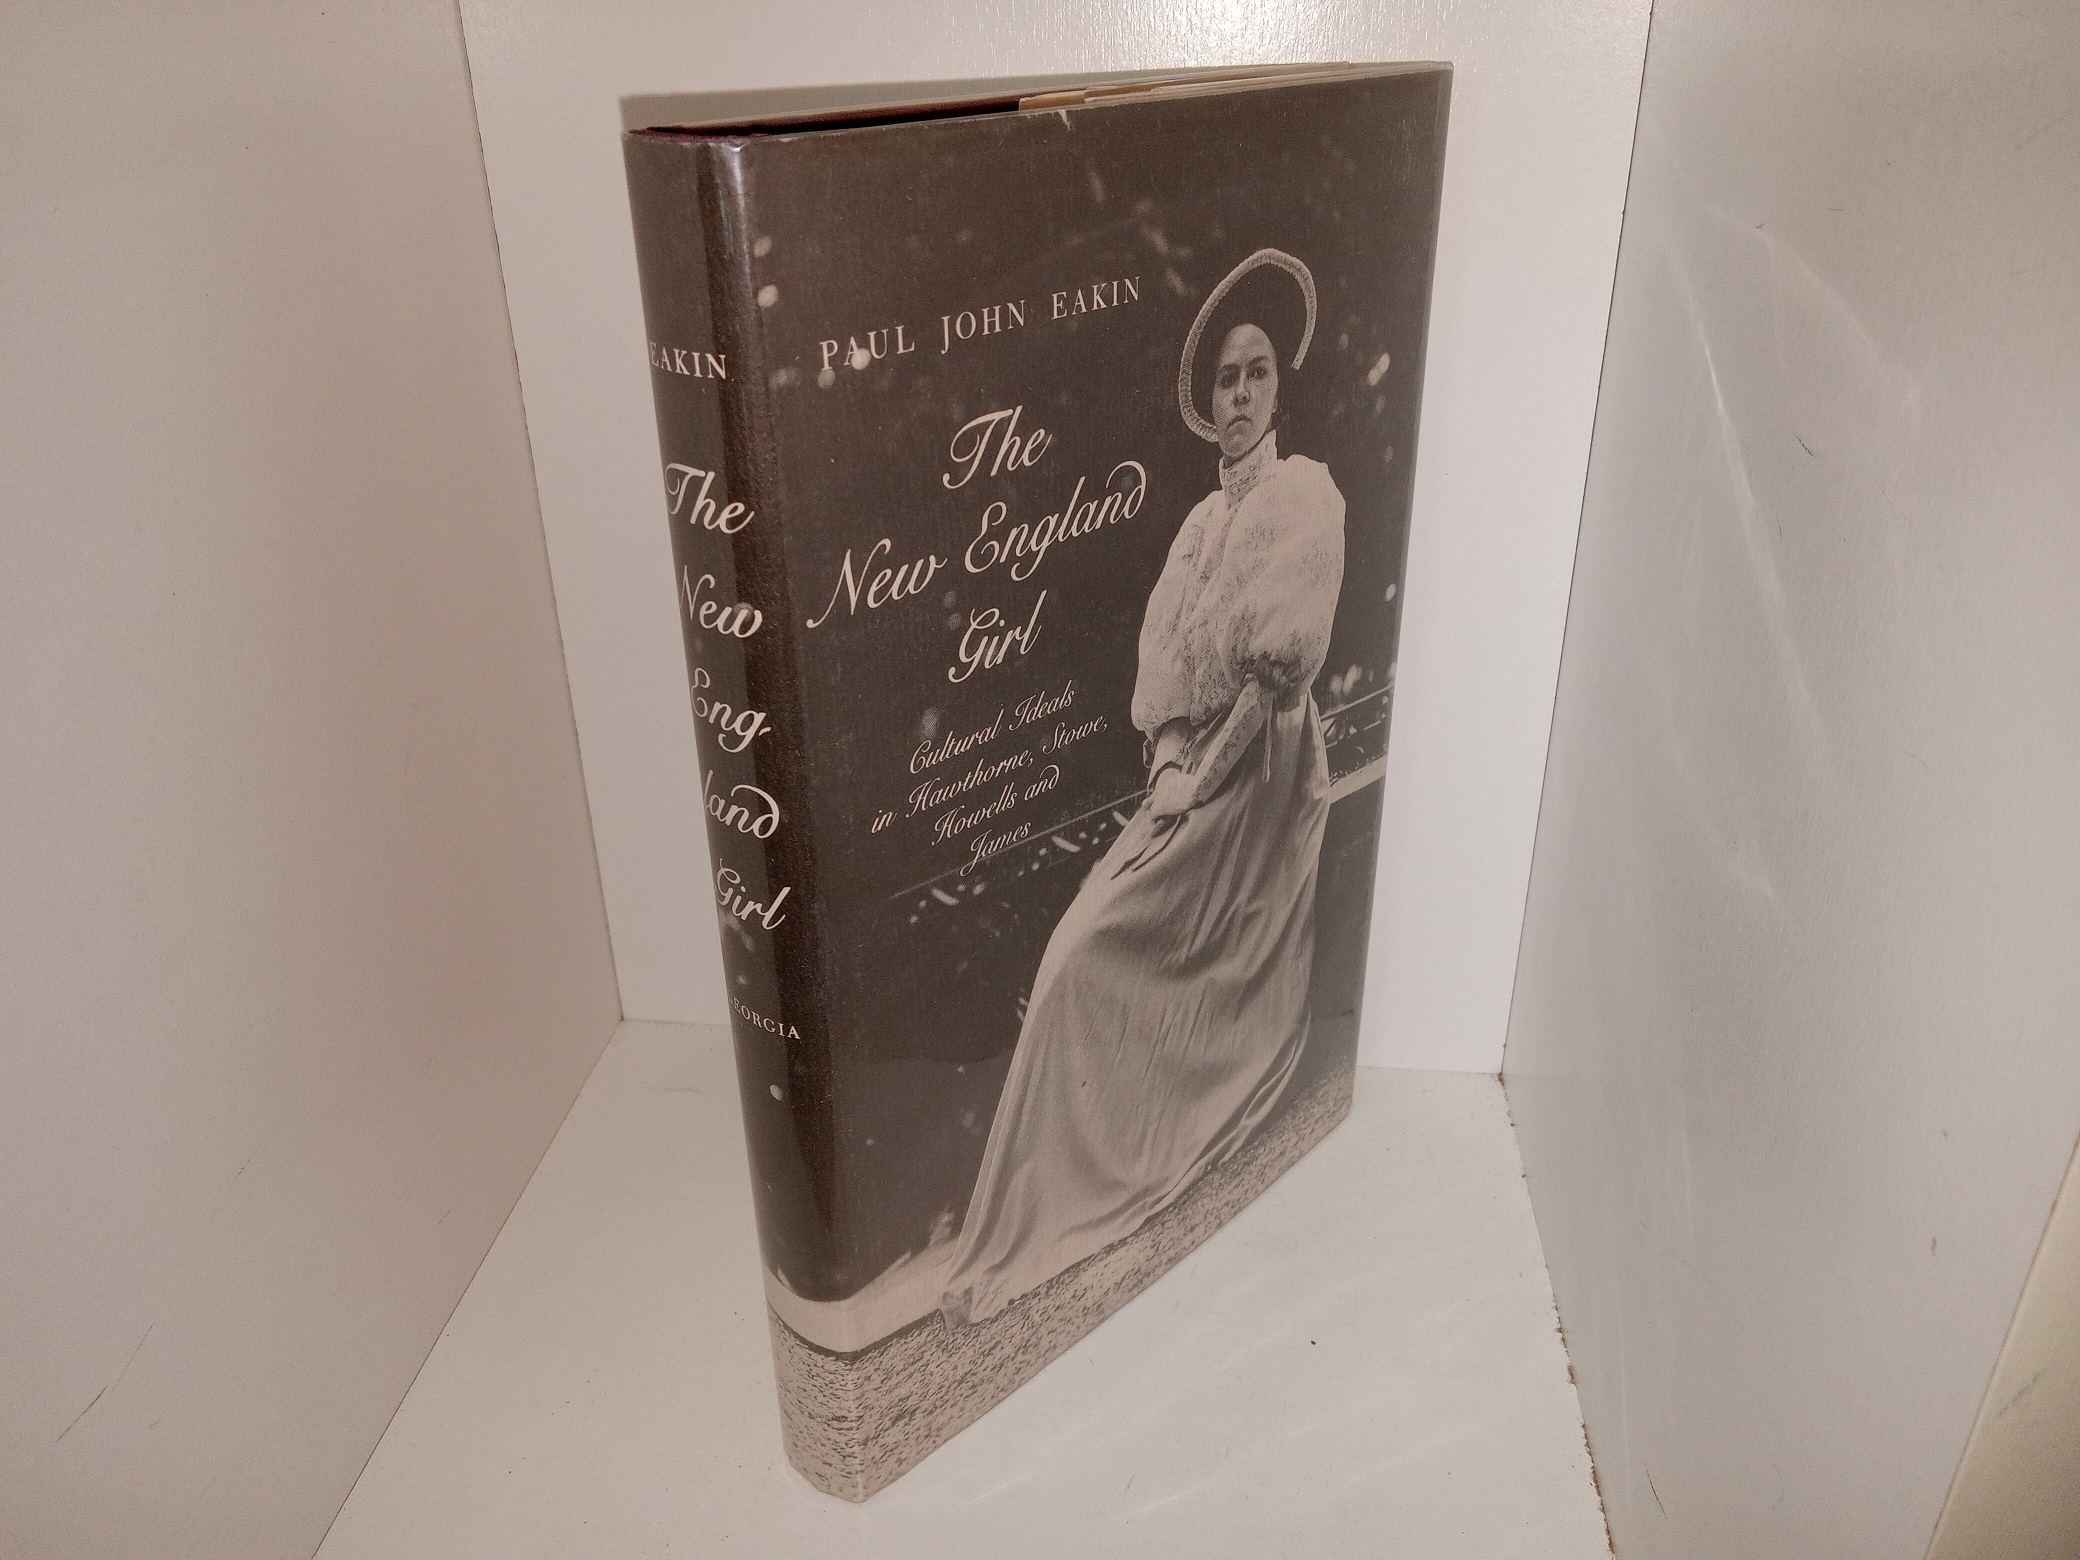 EAKIN
The
New
Eng-
land
Girl
GEORGIA
PAUL JOHN EAKIN
The
New England
Girl
Cultural Ideals
in Hawthorne, Stowe,
Howells and
James